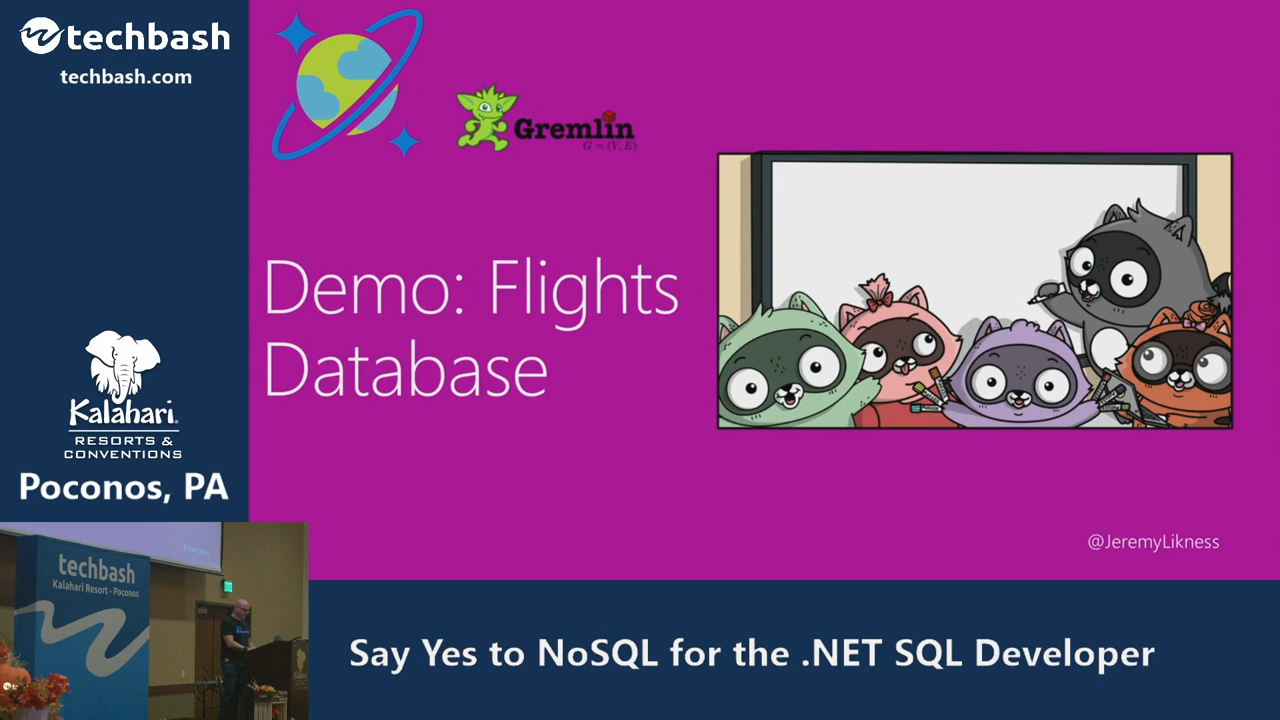 techbash
techbash.com
Gremlin
G = (V, E)
Demo: Flights
Database
Kalahari
RESORTS &
CONVENTIONS
Poconos, PA
@JeremyLikness
techbash
Kalahari Resort - Poconos
Say Yes to NoSQL for the .NET SQL Developer